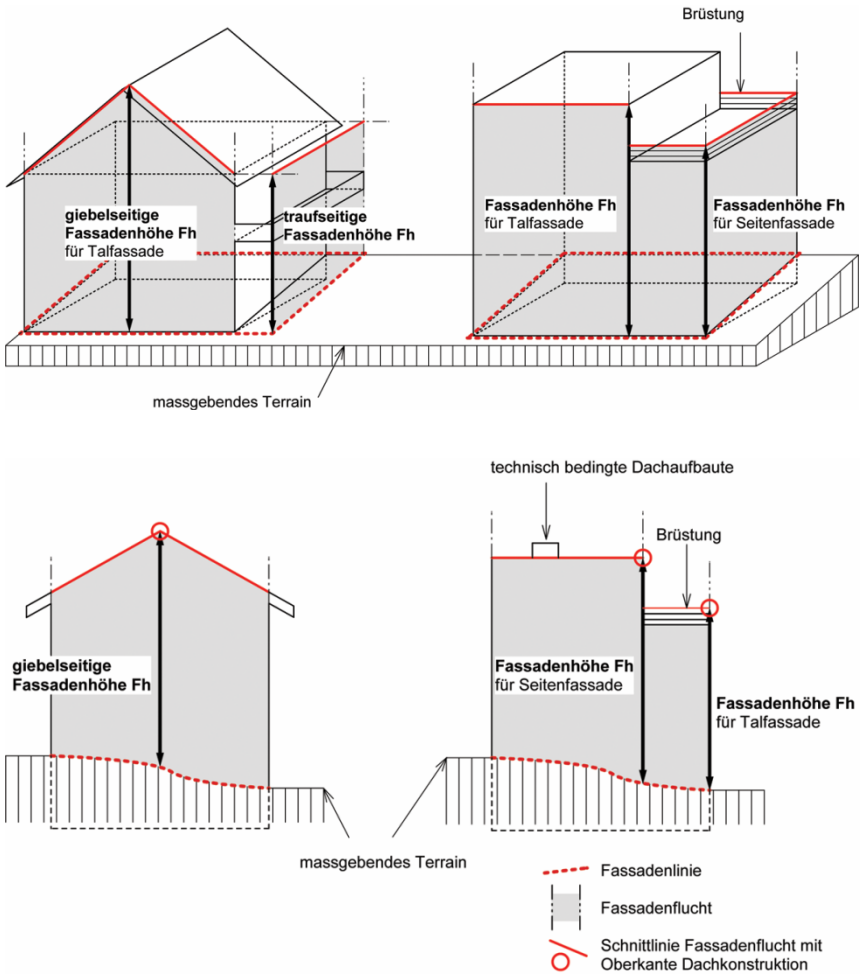 Brüstung
giebelseitige
Fassadenhöhe Fh
für Talfassade
traufseitige
Fassadenhöhe Fh
Fassadenhöhe Fh
für Talfassade
Fassadenhöhe Fh
für Seitenfassade
massgebendes Terrain
technisch bedingte Dachaufbaute
Brüstung
giebelseitige
Fassadenhöhe Fh
Fassadenhöhe Fh
für Seitenfassade
Fassadenhöhe Fh
für Talfassade
massgebendes Terrain
Fassadenlinie
Fassadenflucht
Schnittlinie Fassadenflucht mit
Oberkante Dachkonstruktion